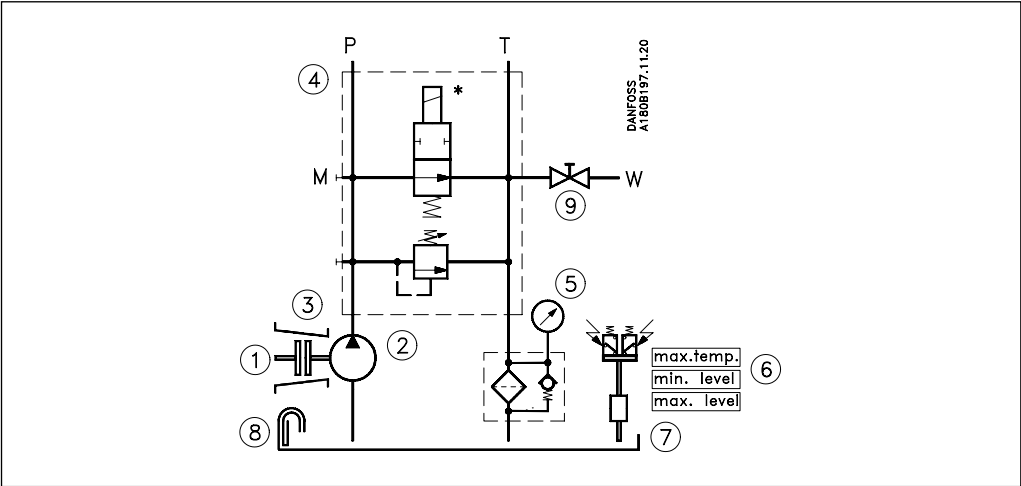 P
T
4
*
DANFOSS
A180B197.11.20
M
W
9
3
5
2
1
max.temp.
min. level
max. level
6
8
7